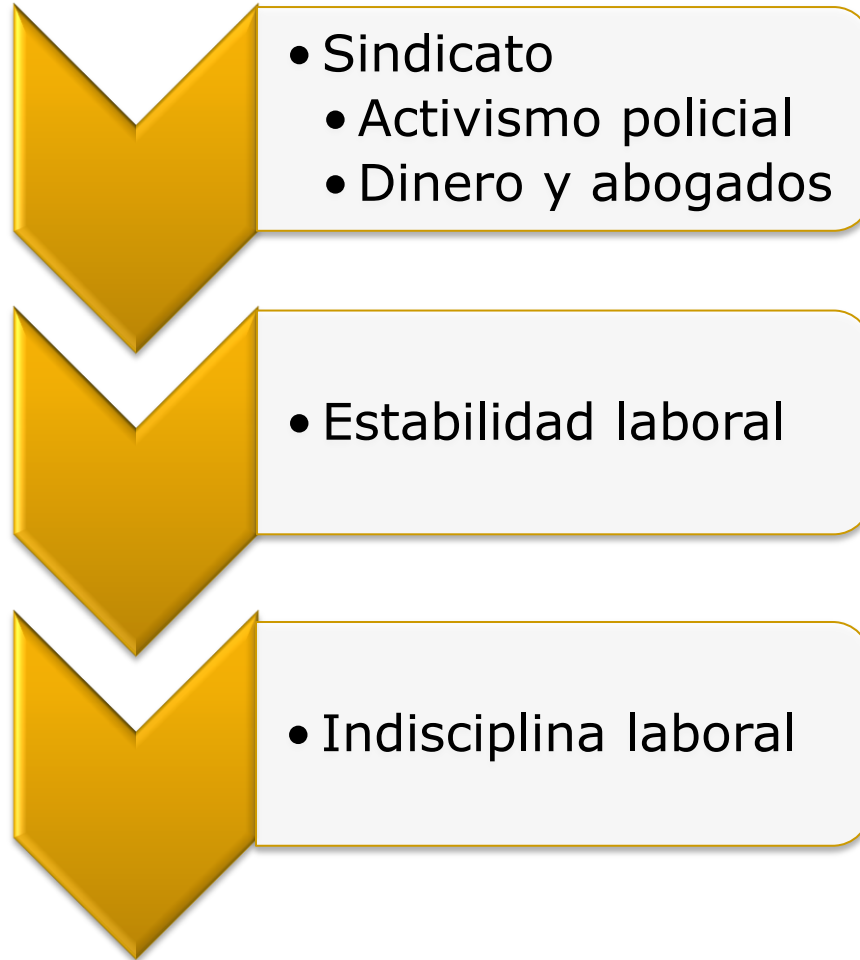 • Sindicato
• Activismo policial
• Dinero y abogados
• Estabilidad laboral
• Indisciplina laboral